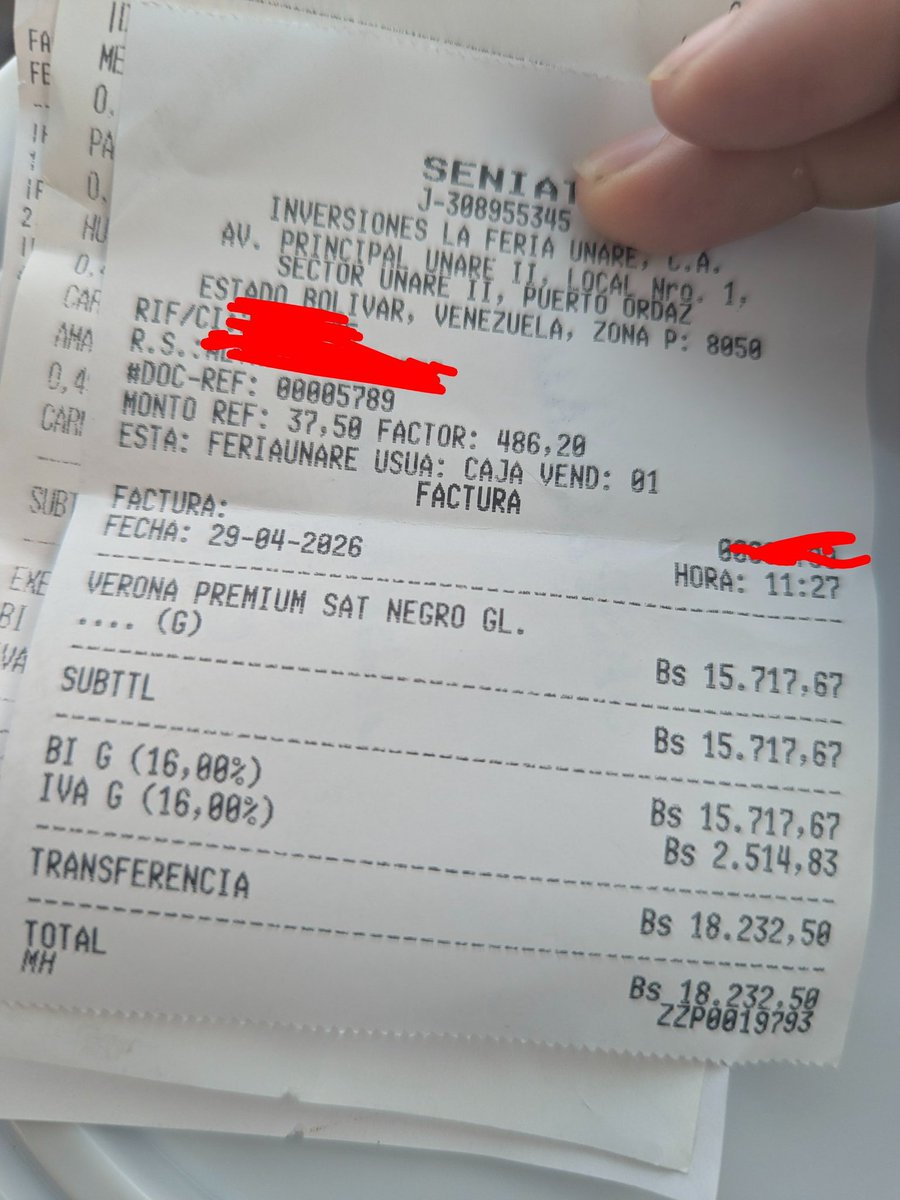 SENIAT
J-308955345
INVERSIONES LA FERIA UNARE, C.A.
AV. PRINCIPAL UNARE II, LOCAL Nro. 1,
SECTOR UNARE II, PUERTO ORDAZ
ESTADO BOLIVAR, VENEZUELA, ZONA P: 8050
RIF/CI:
R.S.:
#DOC-REF: 00005789
MONTO REF: 37,50 FACTOR: 486,20
ESTA: FERIAUNARE USUA: CAJA VEND: 01
FACTURA
FACTURA:
FECHA: 29-04-2026 HORA: 11:27
VERONA PREMIUM SAT NEGRO GL.
.... (G) Bs 15.717,67
SUBTTL Bs 15.717,67
BI G (16,00%) Bs 15.717,67
IVA G (16,00%) Bs 2.514,83
TRANSFERENCIA Bs 18.232,50
TOTAL Bs 18.232,50
MH ZZP0019793